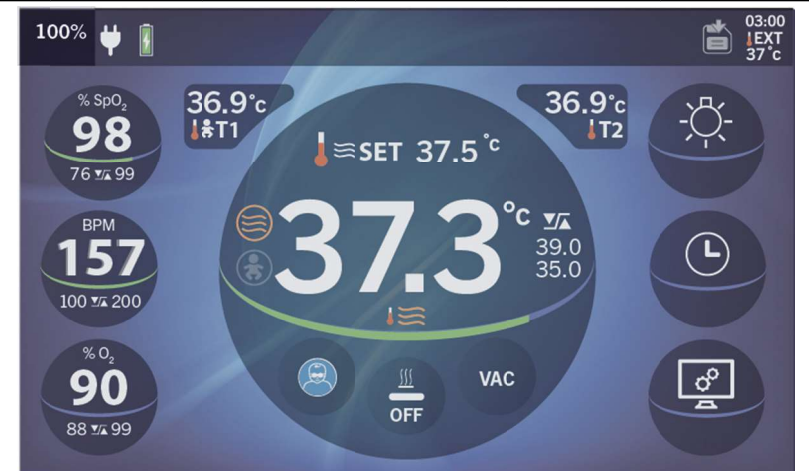 100%
03:00
EXT
37°c
% SpO₂
98
76 99
36.9°c
T1
36.9°c
T2
SET 37.5°c
37.3°C
39.0
35.0
BPM
157
100 200
% O₂
90
88 99
OFF
VAC